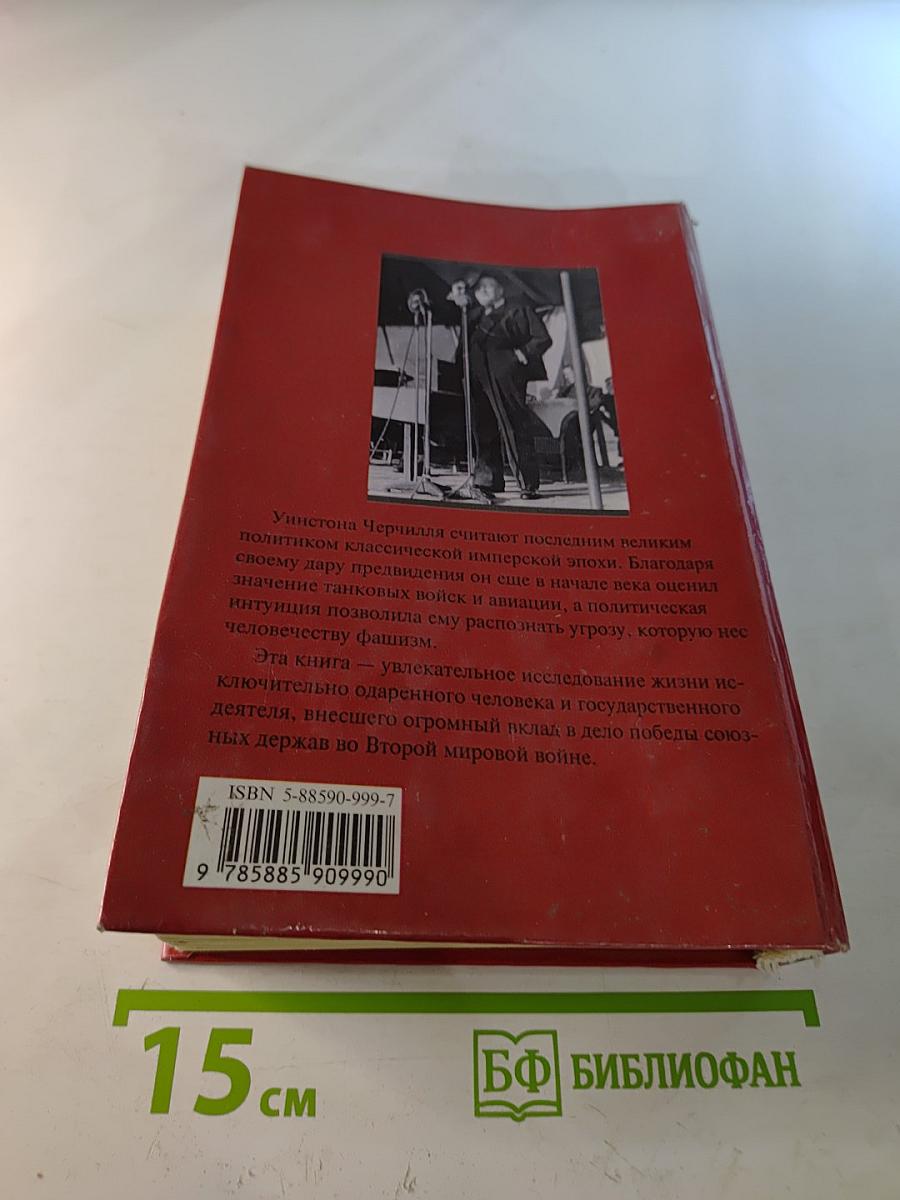 Уинстона Черчилля считают последним великим
политиком классической имперской эпохи. Благодаря
своему дару предвидения он еще в начале века оценил
значение танковых войск и авиации, а политическая
интуиция позволила ему распознать угрозу, которую нес
человечеству фашизм.
Эта книга — увлекательное исследование жизни ис-
ключительно одаренного человека и государственного
деятеля, внесшего огромный вклад в дело победы союз-
ных держав во Второй мировой войне.
ISBN 5-88590-999-7
9 785885 909990
15 см
БФ БИБЛИОФАН